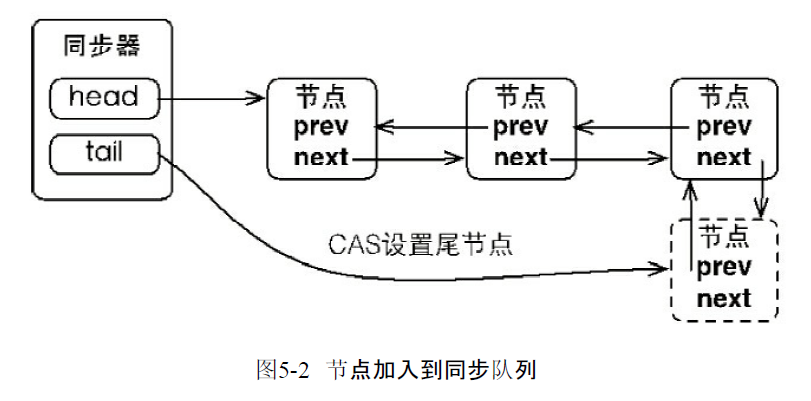 同步器
head
tail
节点
prev
next
节点
prev
next
节点
prev
next
CAS设置尾节点
节点
prev
next
图5-2 节点加入到同步队列